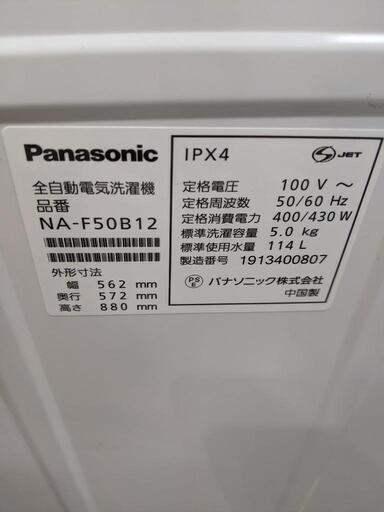 Panasonic
全自動電気洗濯機
品番
NA-F50B12
外形寸法
幅 562 mm
奥行 572 mm
高さ 880 mm
IPX4
S JET
定格電圧 100 V ～
定格周波数 50/60 Hz
定格消費電力 400/430 W
標準洗濯容量 5.0 kg
標準使用水量 114 L
製造番号 1913400807
PS E パナソニック株式会社
中国製